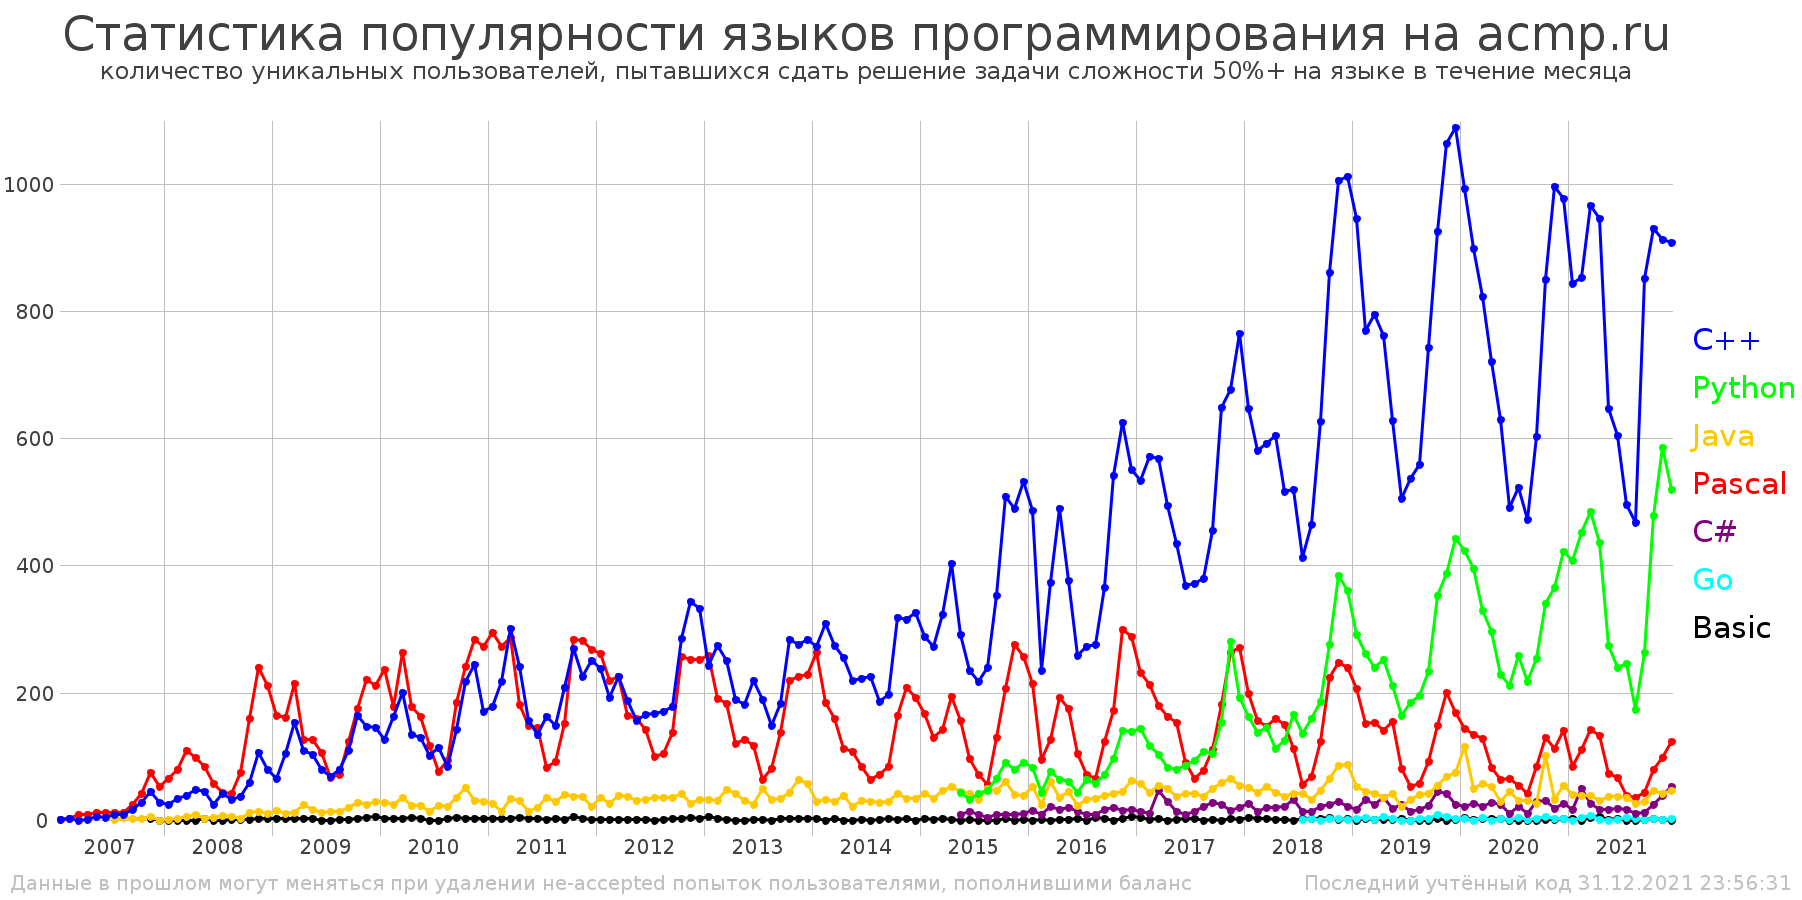 Статистика популярности языков программирования на acmp.ru
количество уникальных пользователей, пытавшихся сдать решение задачи сложности 50%+ на языке в течение месяца
1000
800
600
400
200
0
C++
Python
Java
Pascal
C#
Go
Basic
2007 2008 2009 2010 2011 2012 2013 2014 2015 2016 2017 2018 2019 2020 2021
Данные в прошлом могут меняться при удалении не-accepted попыток пользователями, пополнившими баланс
Последний учтённый код 31.12.2021 23:56:31